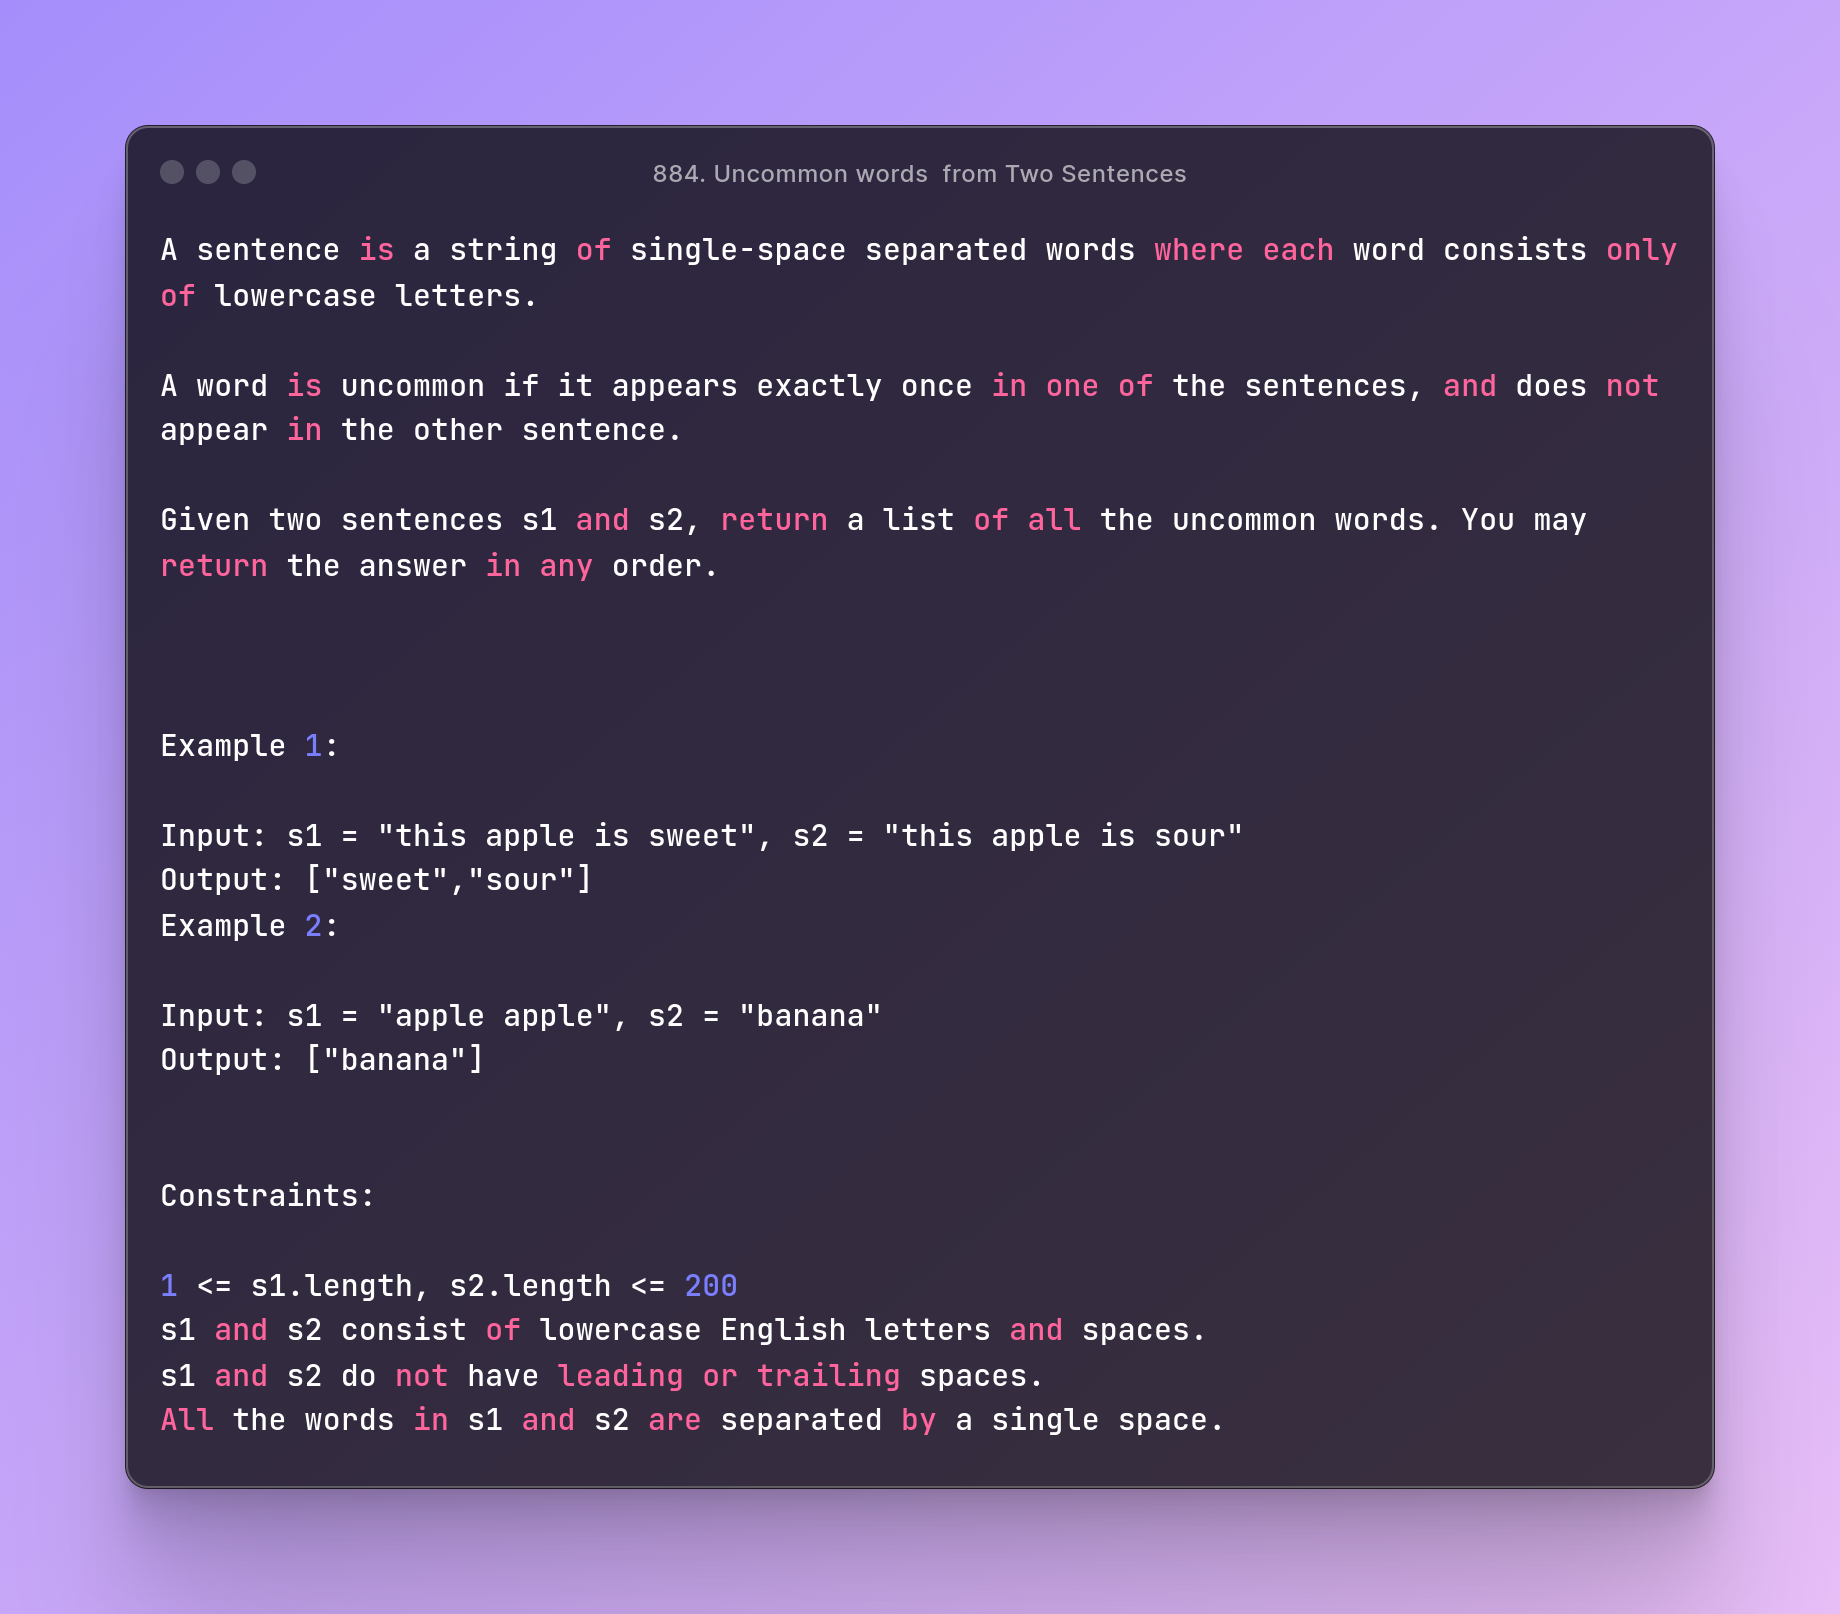 884. Uncommon words  from Two Sentences
A sentence is a string of single-space separated words where each word consists only
of lowercase letters.
A word is uncommon if it appears exactly once in one of the sentences, and does not
appear in the other sentence.
Given two sentences s1 and s2, return a list of all the uncommon words. You may
return the answer in any order.
Example 1:
Input: s1 = "this apple is sweet", s2 = "this apple is sour"
Output: ["sweet","sour"]
Example 2:
Input: s1 = "apple apple", s2 = "banana"
Output: ["banana"]
Constraints:
1 <= s1.length, s2.length <= 200
s1 and s2 consist of lowercase English letters and spaces.
s1 and s2 do not have leading or trailing spaces.
All the words in s1 and s2 are separated by a single space.